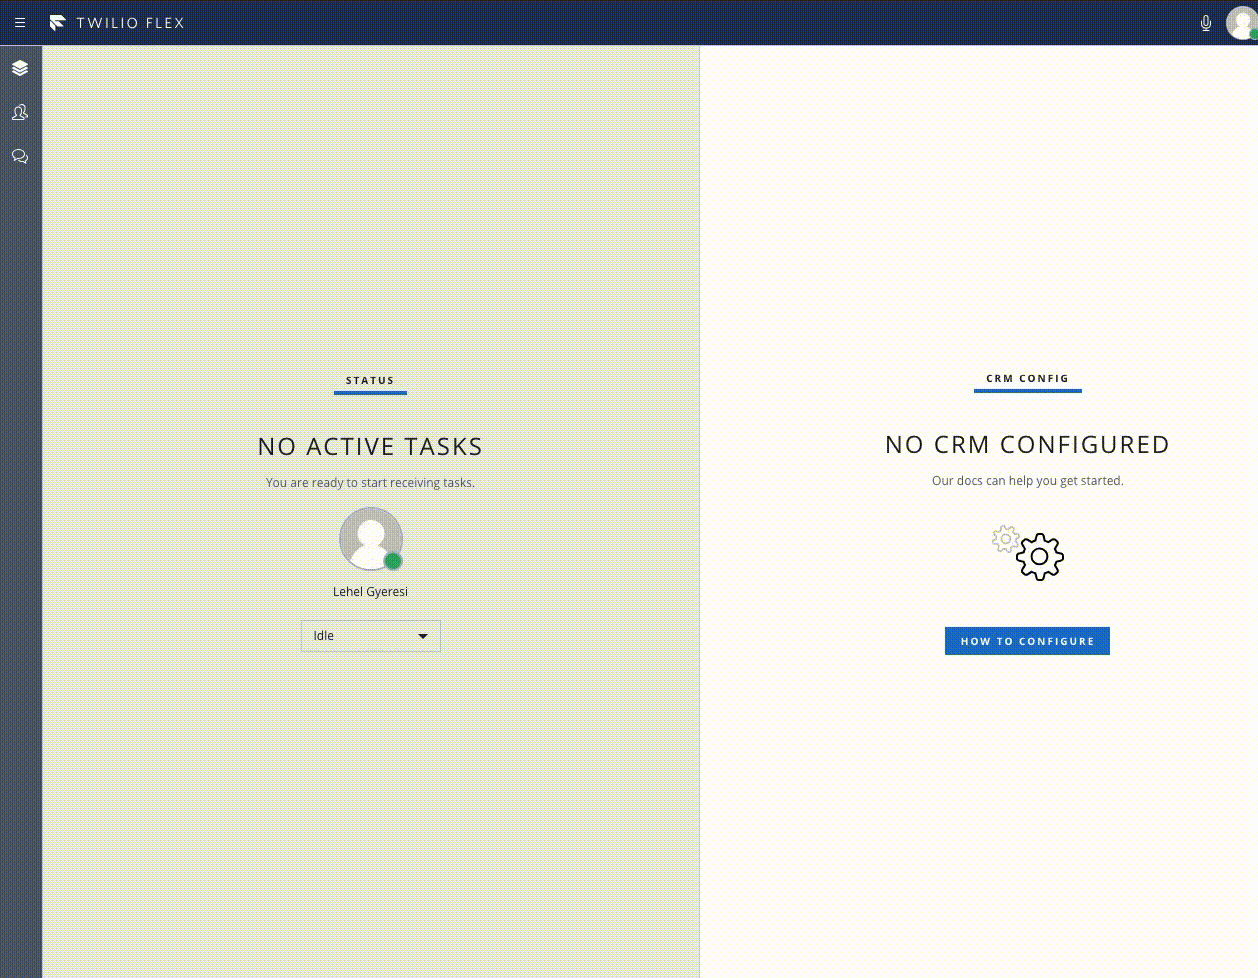 TWILIO FLEX
STATUS
NO ACTIVE TASKS
You are ready to start receiving tasks.
Lehel Gyeresi
Idle
CRM CONFIG
NO CRM CONFIGURED
Our docs can help you get started.
HOW TO CONFIGURE